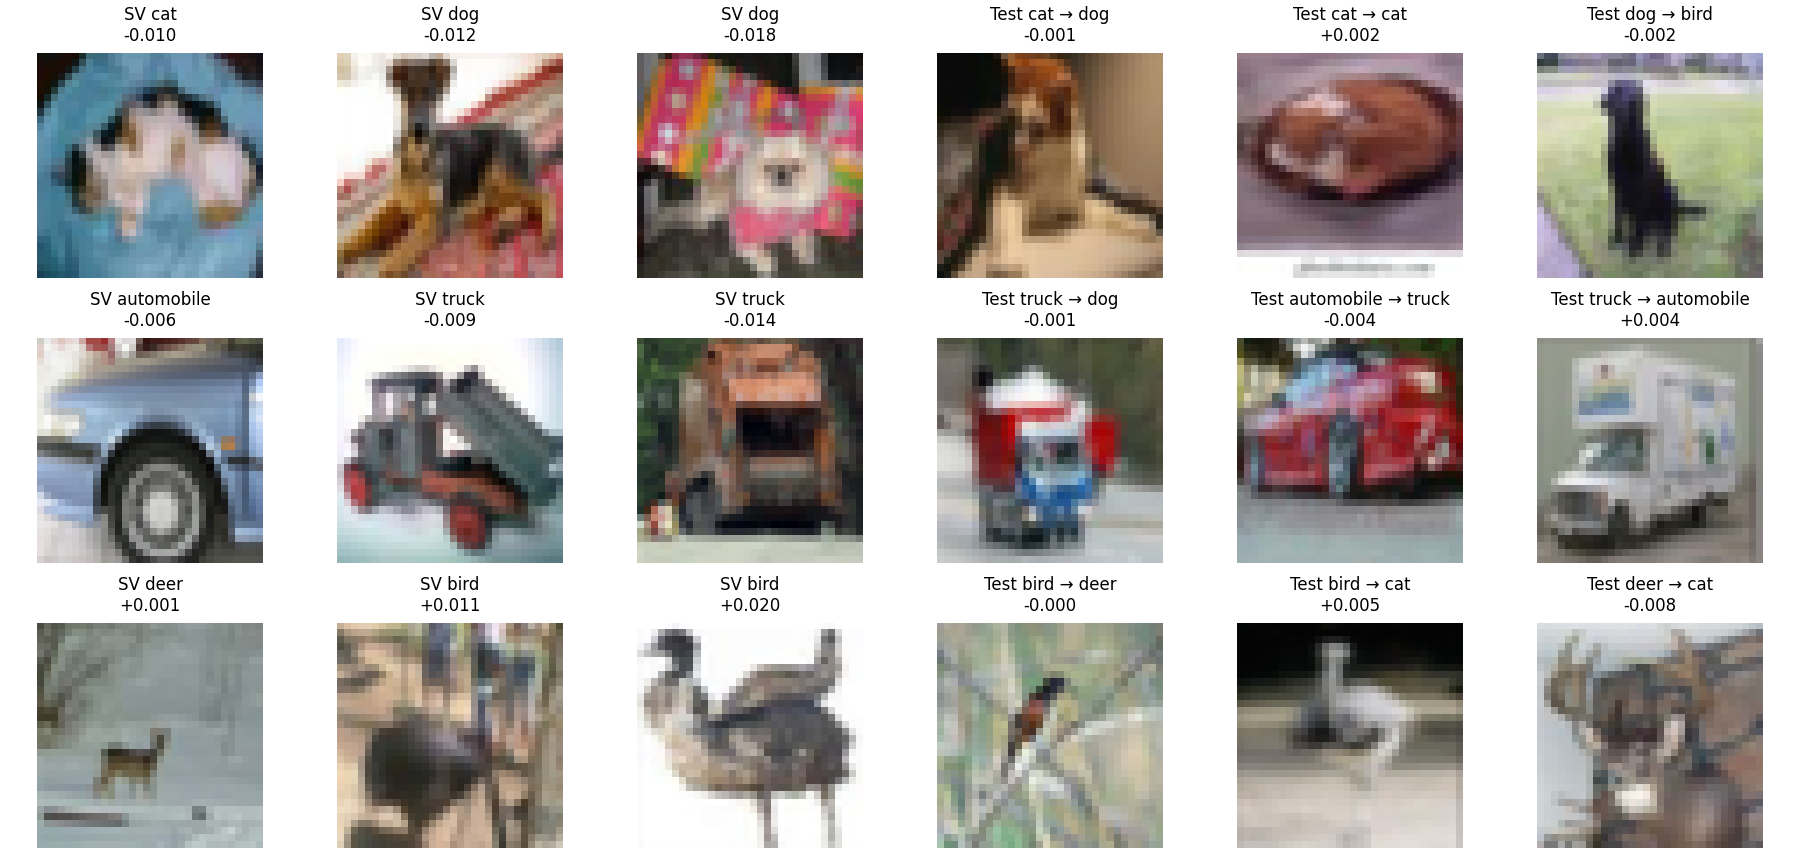 SV cat
-0.010
SV dog
-0.012
SV dog
-0.018
Test cat → dog
-0.001
Test cat → cat
+0.002
Test dog → bird
-0.002
SV automobile
-0.006
SV truck
-0.009
SV truck
-0.014
Test truck → dog
-0.001
Test automobile → truck
-0.004
Test truck → automobile
+0.004
SV deer
+0.001
SV bird
+0.011
SV bird
+0.020
Test bird → deer
-0.000
Test bird → cat
+0.005
Test deer → cat
-0.008